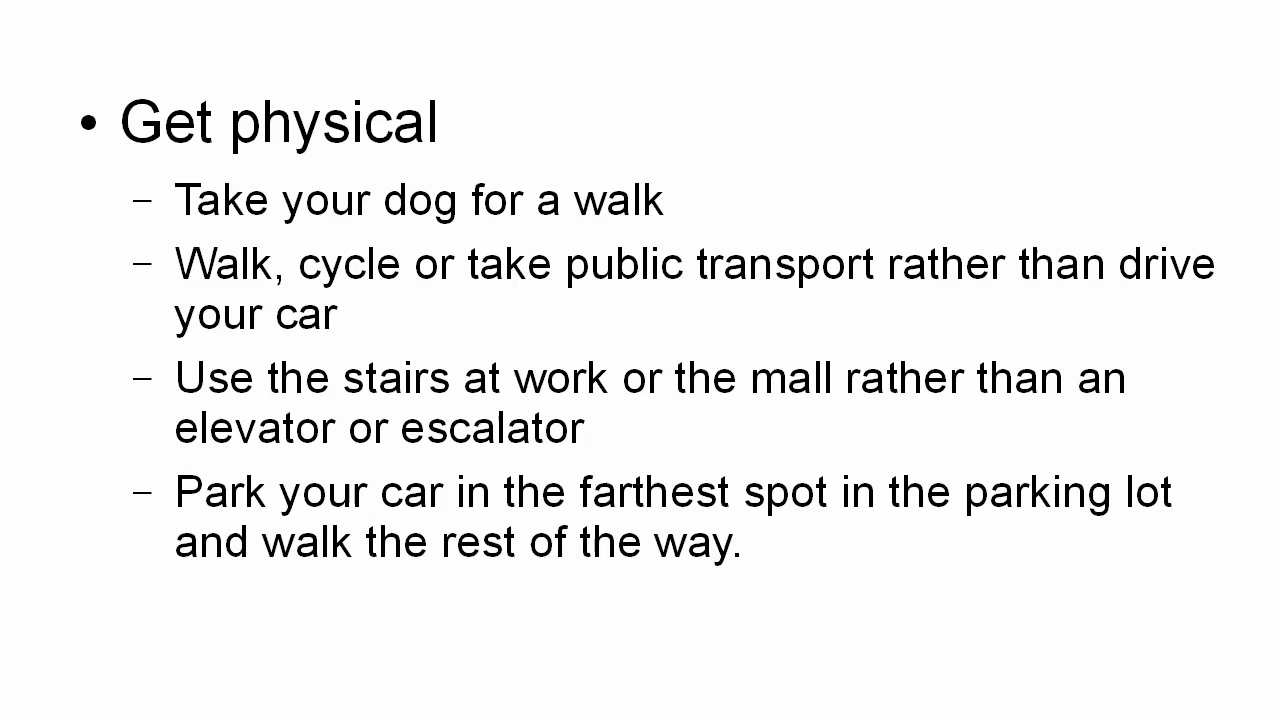 • Get physical
– Take your dog for a walk
– Walk, cycle or take public transport rather than drive
your car
– Use the stairs at work or the mall rather than an
elevator or escalator
– Park your car in the farthest spot in the parking lot
and walk the rest of the way.